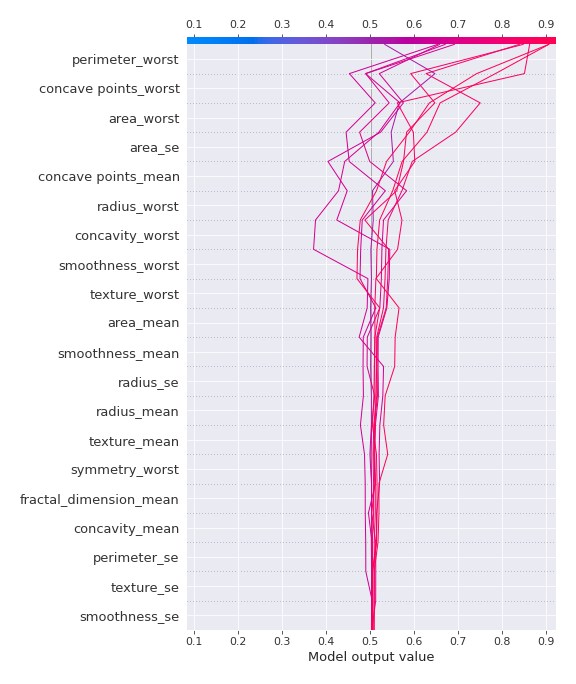 0.1 0.2 0.3 0.4 0.5 0.6 0.7 0.8 0.9
perimeter_worst
concave points_worst
area_worst
area_se
concave points_mean
radius_worst
concavity_worst
smoothness_worst
texture_worst
area_mean
smoothness_mean
radius_se
radius_mean
texture_mean
symmetry_worst
fractal_dimension_mean
concavity_mean
perimeter_se
texture_se
smoothness_se
0.1 0.2 0.3 0.4 0.5 0.6 0.7 0.8 0.9
Model output value